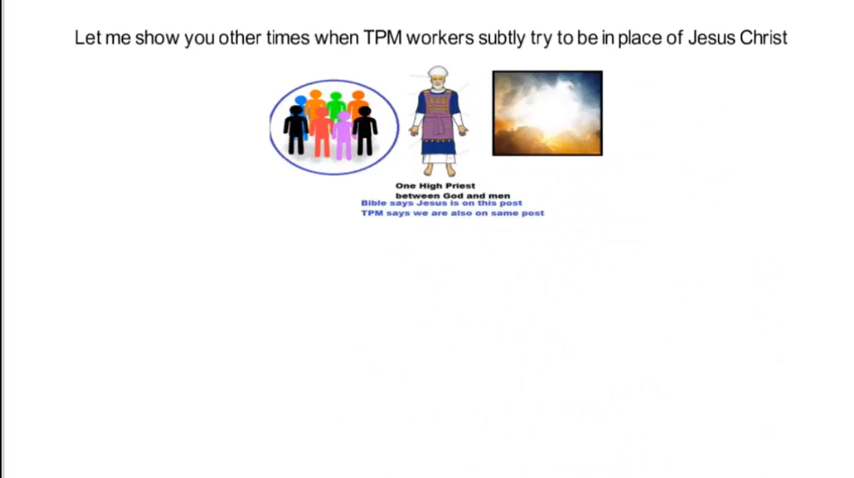 Let me show you other times when TPM workers subtly try to be in place of Jesus Christ
One High Priest
between God and men
Bible says Jesus is on this post
TPM says we are also on same post